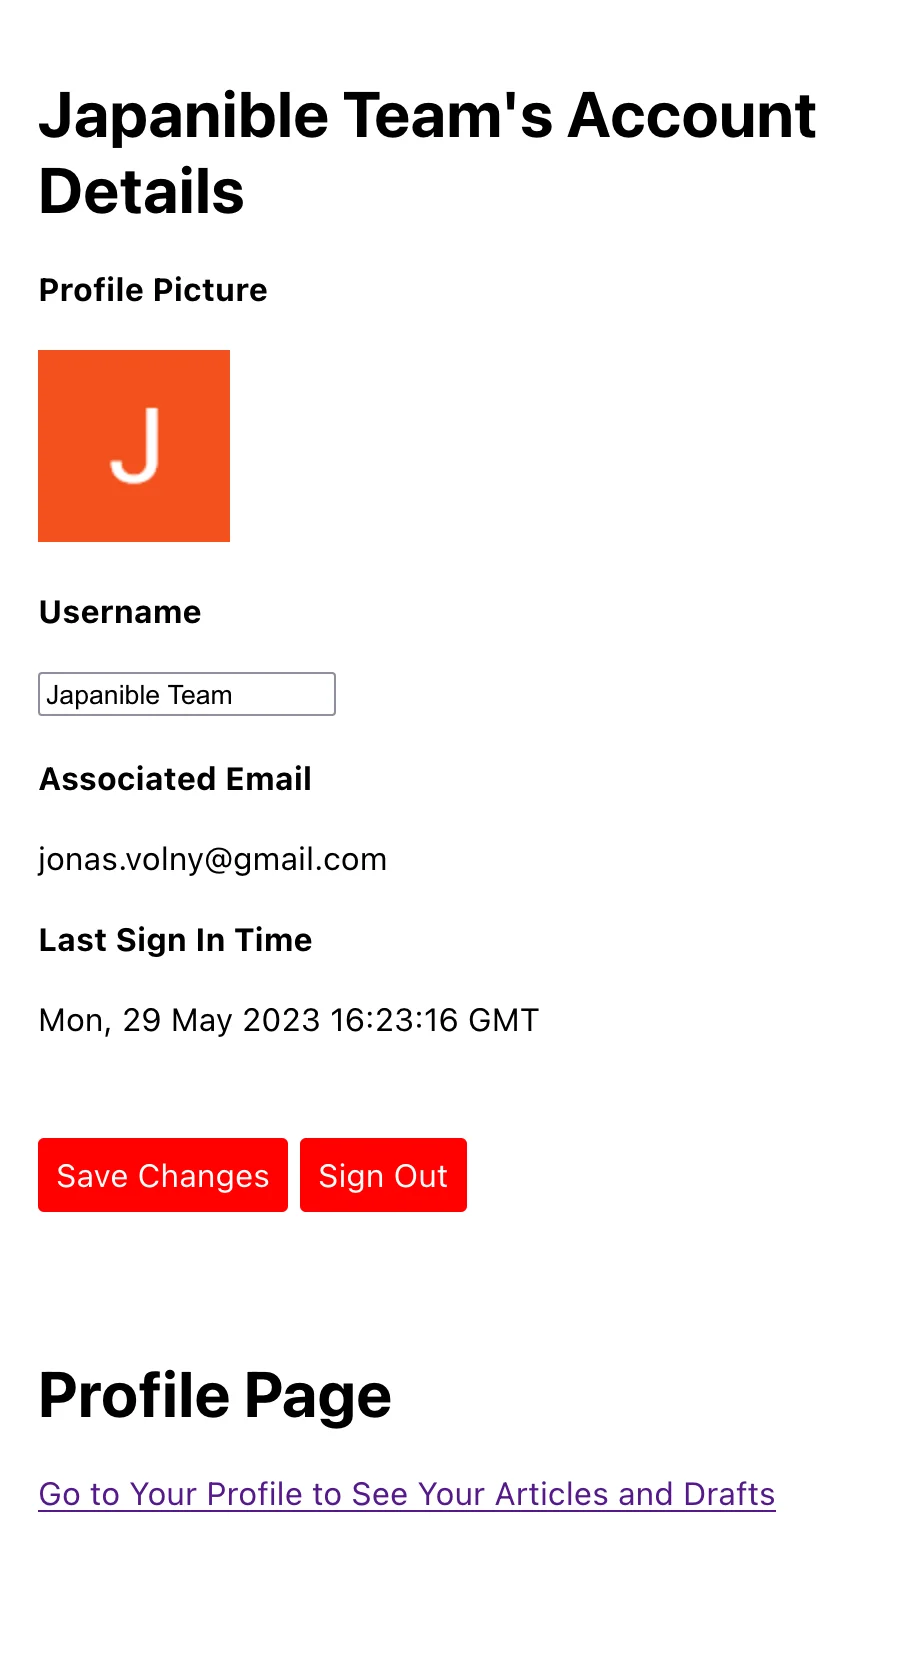 Japanible Team's Account
Details
Profile Picture
J
Username
Japanible Team
Associated Email
jonas.volny@gmail.com
Last Sign In Time
Mon, 29 May 2023 16:23:16 GMT
Save Changes
Sign Out
Profile Page
Go to Your Profile to See Your Articles and Drafts